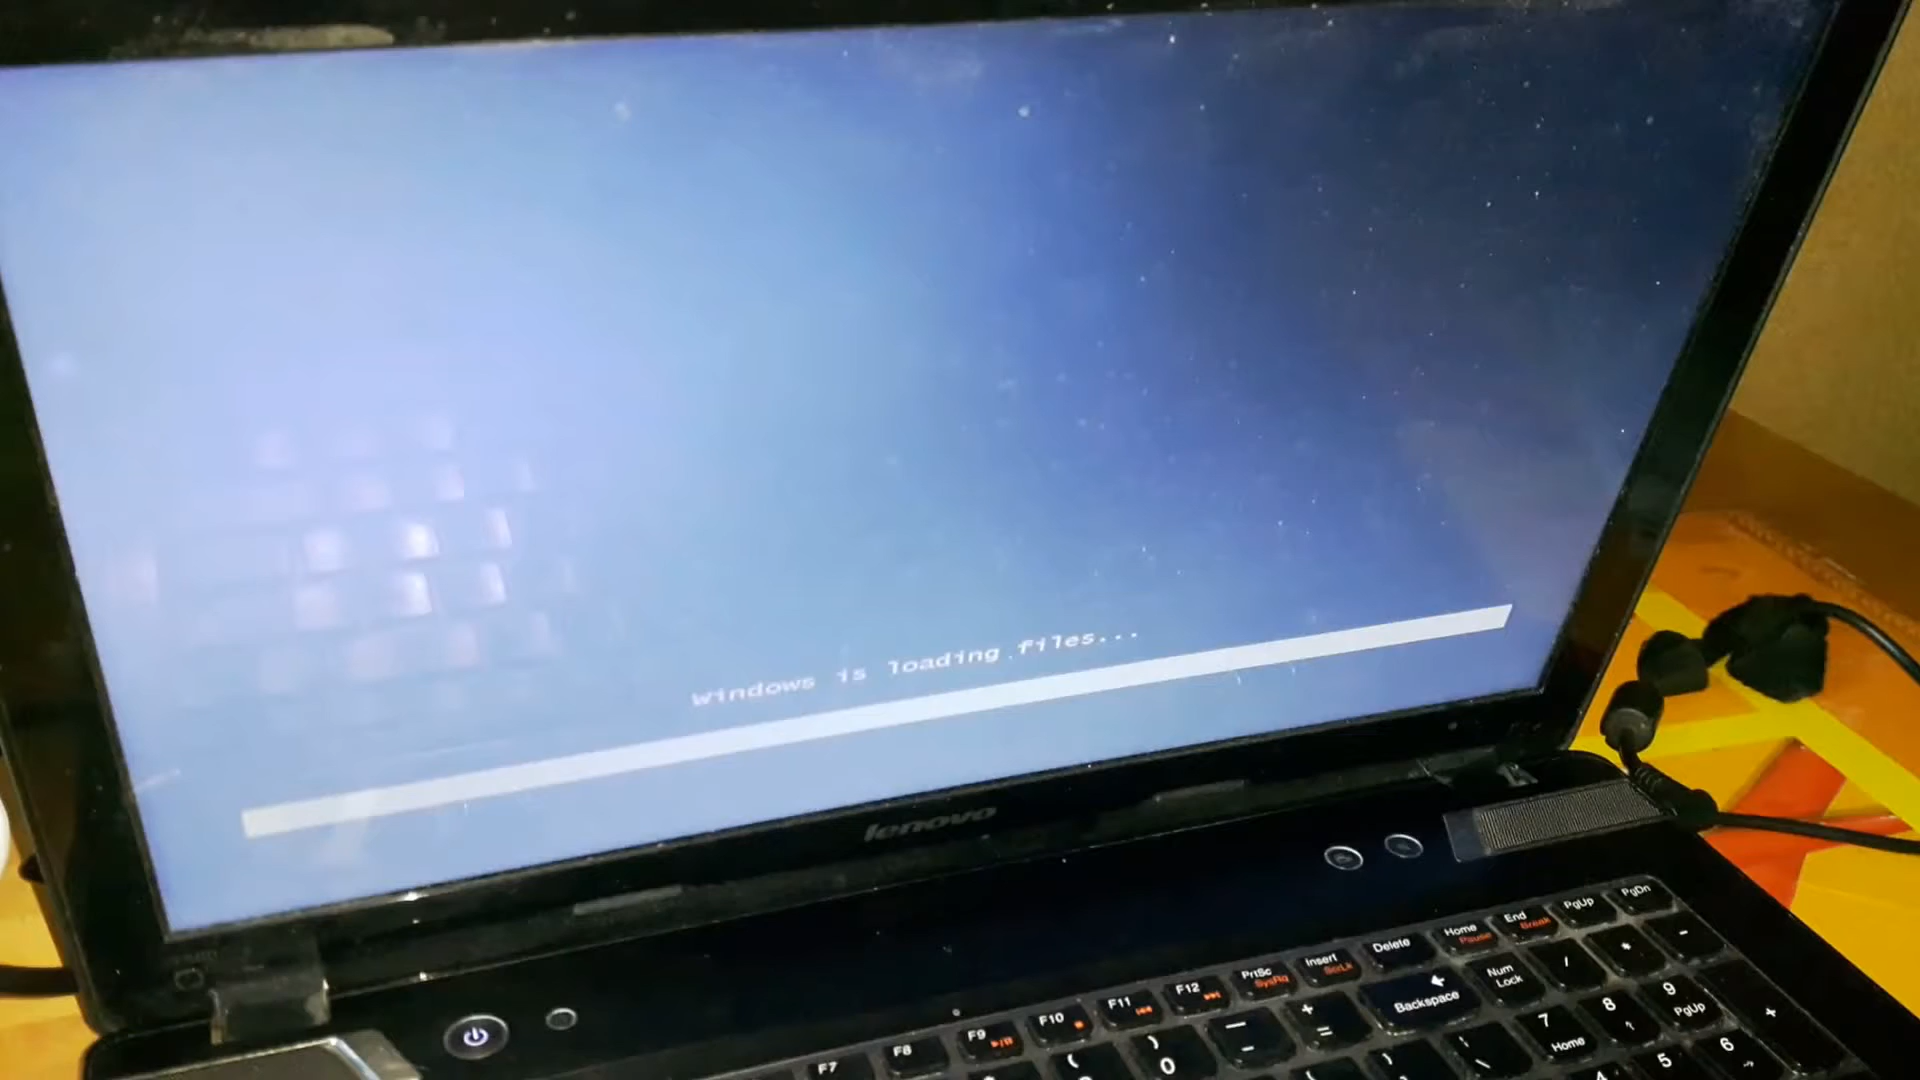 Windows is loading files...
lenovo
PgDn
PgUp
End
Break
Home
Pause
Delete
Insert
ScrLk
PrtSc
SysRq
F12
F11
F10
F9
F8
F7
Backspace
Num
Lock
/
*
-
+
=
7
Home
8
9
PgUp
+
)
0
(
\
4
5
6